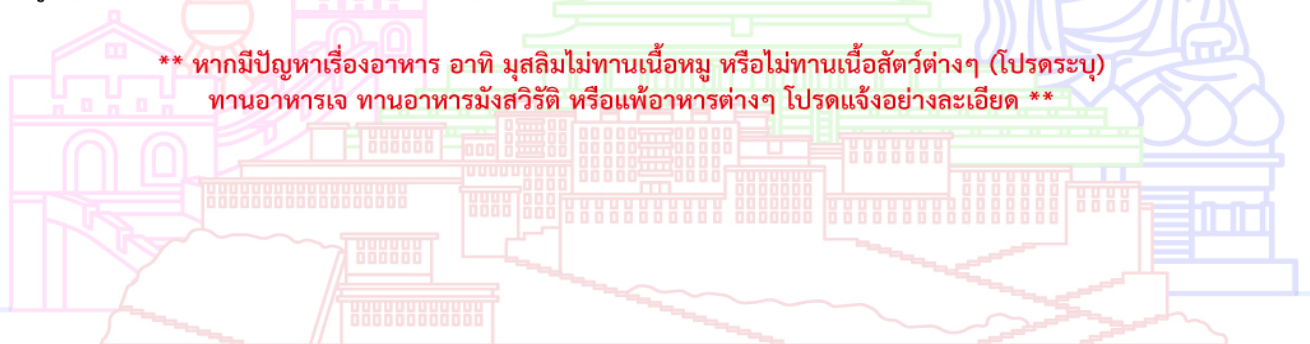 ** หากมีปัญหาเรื่องอาหาร อาทิ มุสลิมไม่ทานเนื้อหมู หรือไม่ทานเนื้อสัตว์ต่างๆ (โปรดระบุ)
ทานอาหารเจ ทานอาหารมังสวิรัติ หรือแพ้อาหารต่างๆ โปรดแจ้งอย่างละเอียด **